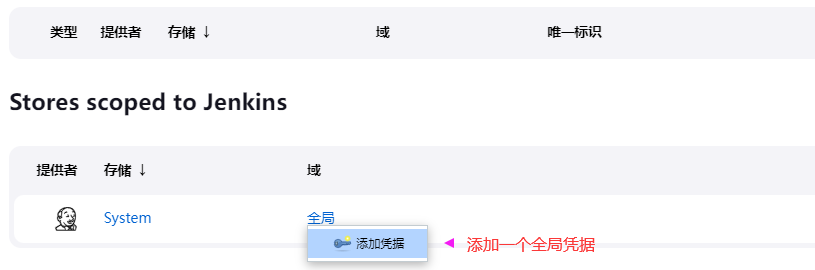 类型 提供者 存储 ↓ 域 唯一标识
Stores scoped to Jenkins
提供者 存储 ↓ 域
System 全局
添加凭据 添加一个全局凭据